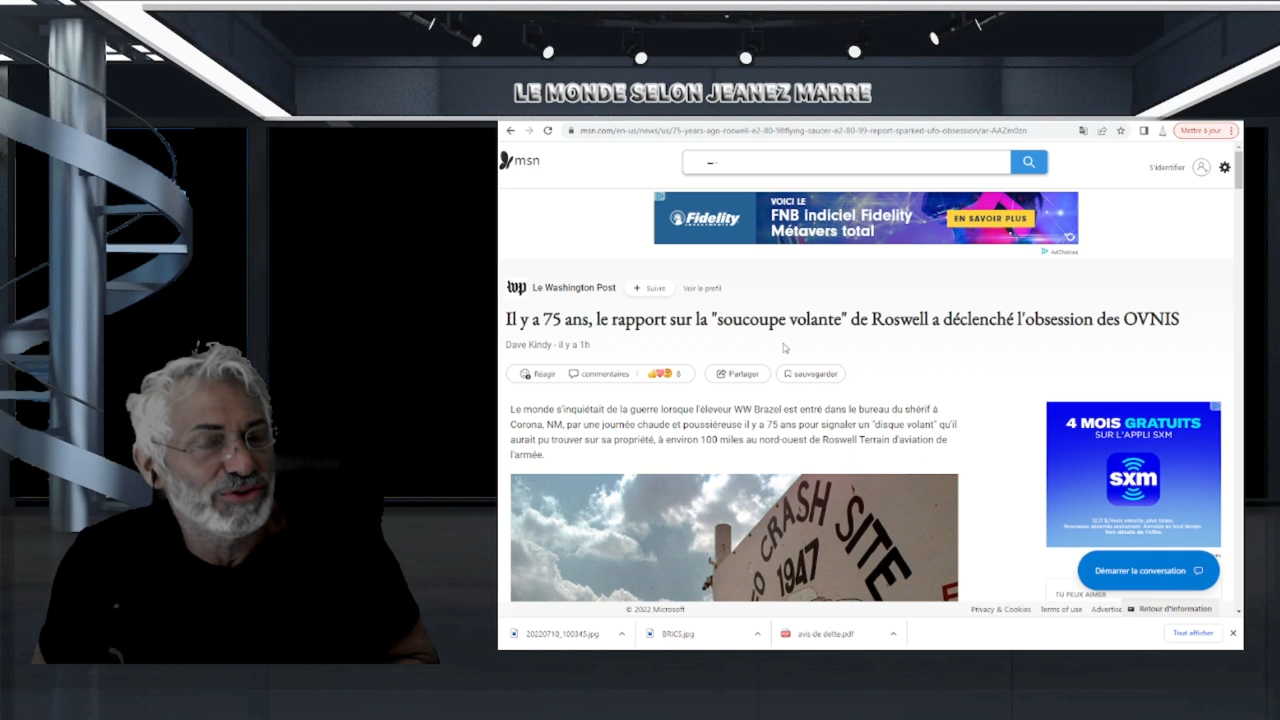 LE MONDE SELON JEANEZ MARRE
msn.com/en-us/news/us/75-years-ago-roswell-e2-80-98flying-saucer-e2-80-99-report-sparked-ufo-obsession/ar-AAZm0zn
Mettre à jour
msn
S'identifier
Fidelity
INVESTMENTS
VOICI LE
FNB indiciel Fidelity
Métavers total
EN SAVOIR PLUS
AdChoices
wp Le Washington Post + Suivre Voir le profil
Il y a 75 ans, le rapport sur la "soucoupe volante" de Roswell a déclenché l'obsession des OVNIS
Dave Kindy - il y a 1h
Réagir commentaires 8 Partager sauvegarder
Le monde s'inquiétait de la guerre lorsque l'éleveur WW Brazel est entré dans le bureau du shérif à
Corona, NM, par une journée chaude et poussiéreuse il y a 75 ans pour signaler un "disque volant" qu'il
aurait pu trouver sur sa propriété, à environ 100 miles au nord-ouest de Roswell Terrain d'aviation de
l'armée.
CRASH SITE
1947
4 MOIS GRATUITS
SUR L'APPLI SXM
sxm
Démarrer la conversation
TU PEUX AIMER
© 2022 Microsoft
Privacy & Cookies Terms of use Advertise Retour d'information
20220710_100345.jpg BRICS.jpg avis de dette.pdf Tout afficher